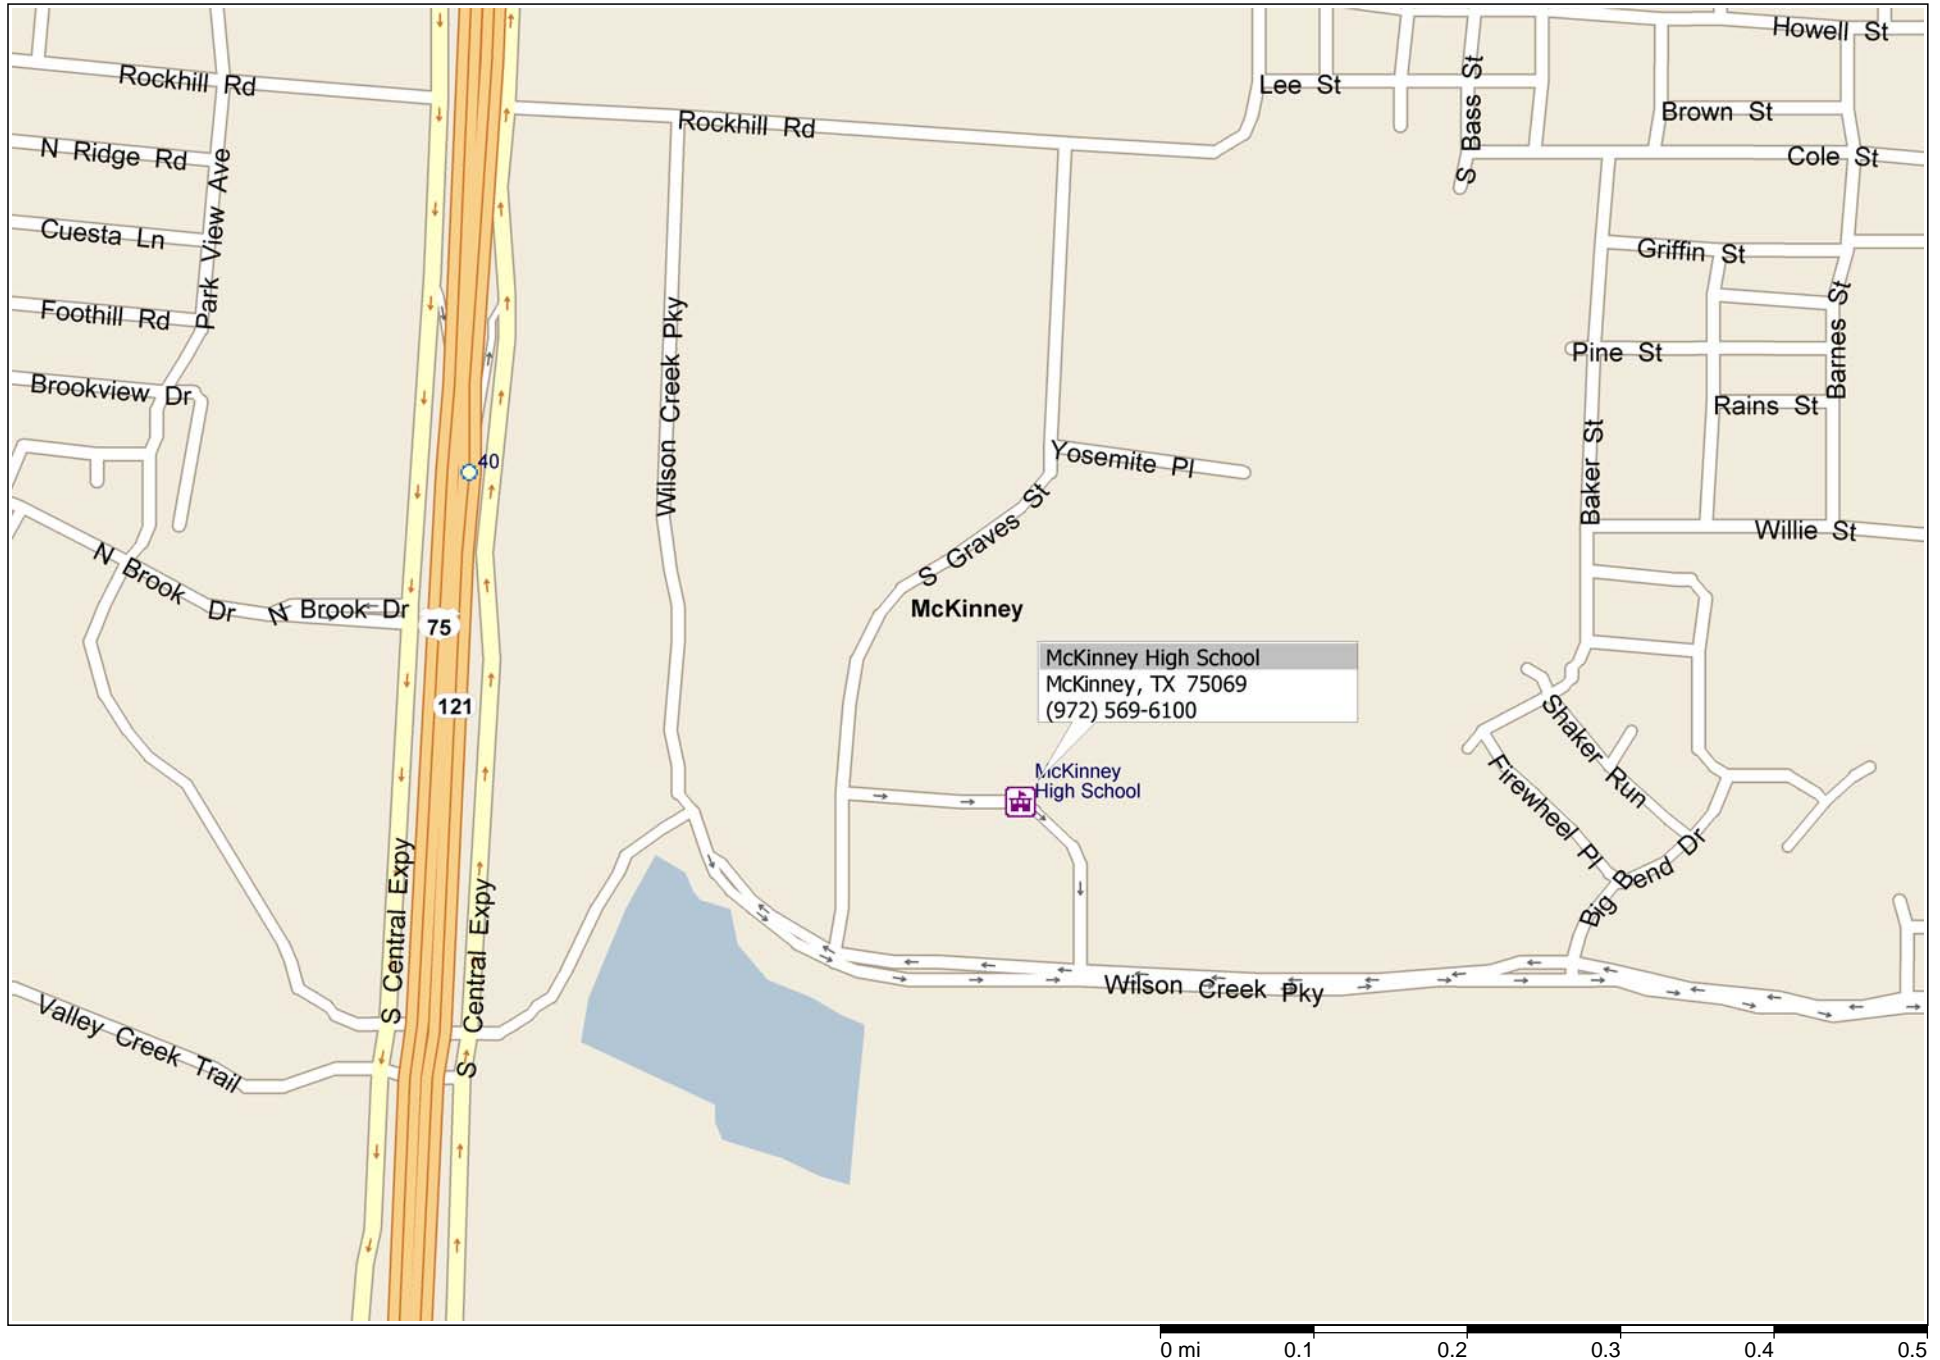 Howell St
Rockhill Rd
Lee St
S Bass St
Brown St
Rockhill Rd
N Ridge Rd
Cole St
Park View Ave
Cuesta Ln
Griffin St
Foothill Rd
Barnes St
Pine St
Wilson Creek Pky
Brookview Dr
Rains St
Baker St
40
Yosemite Pl
Willie St
S Graves St
N Brook Dr
N Brook Dr
McKinney
75
McKinney High School
McKinney, TX 75069
(972) 569-6100
121
Shaker Run
McKinney
High School
Firewheel Pl
Big Bend Dr
S Central Expy
S Central Expy
Wilson Creek Pky
Valley Creek Trail
0 mi 0.1 0.2 0.3 0.4 0.5